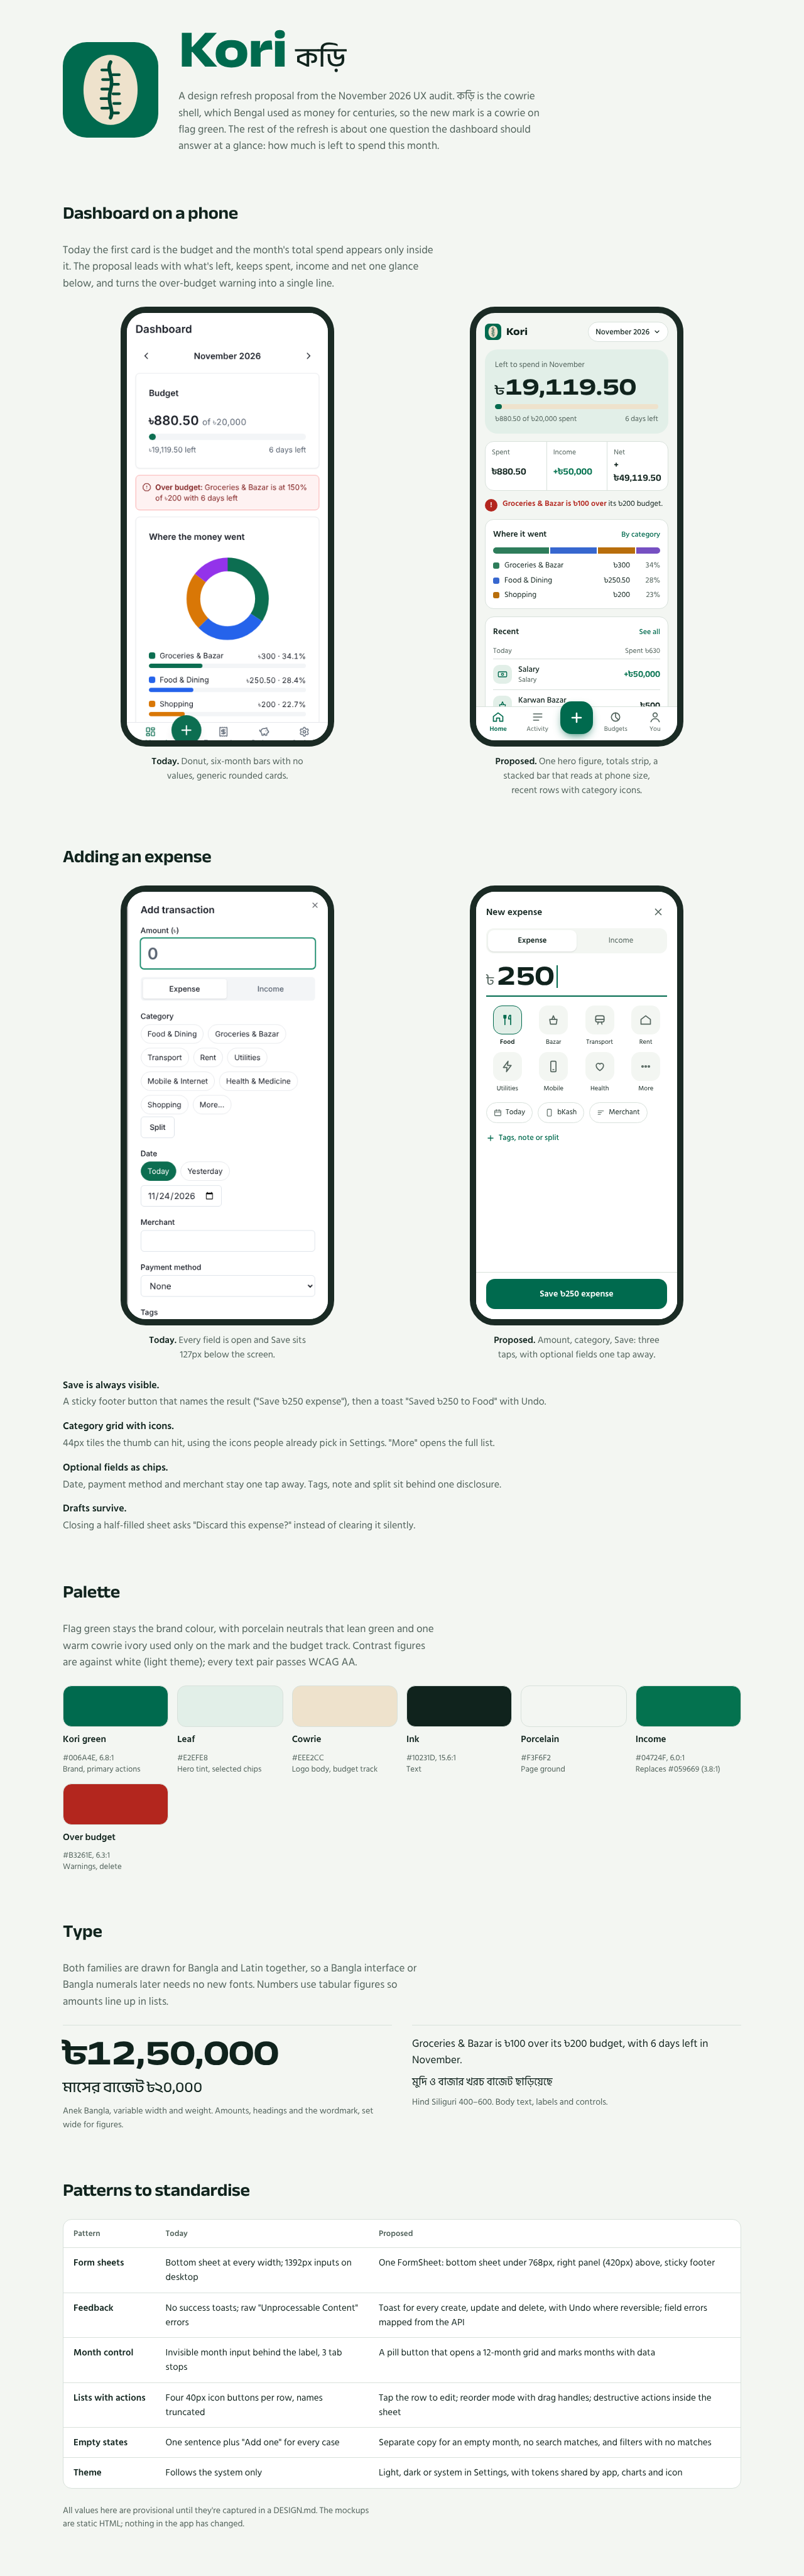 Kori কড়ি
A design refresh proposal from the November 2026 UX audit. কড়ি is the cowrie
shell, which Bengal used as money for centuries, so the new mark is a cowrie on
flag green. The rest of the refresh is about one question the dashboard should
answer at a glance: how much is left to spend this month.
Dashboard on a phone
Today the first card is the budget and the month's total spend appears only inside
it. The proposal leads with what's left, keeps spent, income and net one glance
below, and turns the over-budget warning into a single line.
Dashboard
November 2026
Budget
৳880.50 of ৳20,000
৳19,119.50 left 6 days left
Over budget: Groceries & Bazar is at 150%
of ৳200 with 6 days left
Where the money went
Groceries & Bazar ৳300 · 34.1%
Food & Dining ৳250.50 · 28.4%
Shopping ৳200 · 22.7%
Today. Donut, six-month bars with no
values, generic rounded cards.
Kori November 2026
Left to spend in November
৳19,119.50
৳880.50 of ৳20,000 spent 6 days left
Spent Income Net
৳880.50 +৳50,000 +
৳49,119.50
Groceries & Bazar is ৳100 over its ৳200 budget.
Where it went By category
Groceries & Bazar ৳300 34%
Food & Dining ৳250.50 28%
Shopping ৳200 23%
Recent See all
Today Spent ৳630
Salary +৳50,000
Salary
Karwan Bazar ৳500
Home Activity Budgets You
Proposed. One hero figure, totals strip, a
stacked bar that reads at phone size,
recent rows with category icons.
Adding an expense
Add transaction
Amount (৳)
0
Expense Income
Category
Food & Dining Groceries & Bazar
Transport Rent Utilities
Mobile & Internet Health & Medicine
Shopping More...
Split
Date
Today Yesterday
11/24/2026
Merchant
Payment method
None
Tags
Today. Every field is open and Save sits
127px below the screen.
New expense
Expense Income
৳250
Food Bazar Transport Rent
Utilities Mobile Health More
Today bKash Merchant
Tags, note or split
Save ৳250 expense
Proposed. Amount, category, Save: three
taps, with optional fields one tap away.
Save is always visible.
A sticky footer button that names the result ("Save ৳250 expense"), then a toast "Saved ৳250 to Food" with Undo.
Category grid with icons.
44px tiles the thumb can hit, using the icons people already pick in Settings. "More" opens the full list.
Optional fields as chips.
Date, payment method and merchant stay one tap away. Tags, note and split sit behind one disclosure.
Drafts survive.
Closing a half-filled sheet asks "Discard this expense?" instead of clearing it silently.
Palette
Flag green stays the brand colour, with porcelain neutrals that lean green and one
warm cowrie ivory used only on the mark and the budget track. Contrast figures
are against white (light theme); every text pair passes WCAG AA.
Kori green Leaf Cowrie Ink Porcelain Income
#006A4E, 6.8:1 #E2EFE8 #EEE2CC #10231D, 15.6:1 #F3F6F2 #04724F, 6.0:1
Brand, primary actions Hero tint, selected chips Logo body, budget track Text Page ground Replaces #059669 (3.8:1)
Over budget
#B3261E, 6.3:1
Warnings, delete
Type
Both families are drawn for Bangla and Latin together, so a Bangla interface or
Bangla numerals later needs no new fonts. Numbers use tabular figures so
amounts line up in lists.
৳12,50,000
মাসের বাজেট ৳২০,০০০
Anek Bangla, variable width and weight. Amounts, headings and the wordmark, set
wide for figures.
Groceries & Bazar is ৳100 over its ৳200 budget, with 6 days left in
November.
মুদি ও বাজার খরচ বাজেট ছাড়িয়েছে
Hind Siliguri 400–600. Body text, labels and controls.
Patterns to standardise
Pattern Today Proposed
Form sheets Bottom sheet at every width; 1392px inputs on One FormSheet: bottom sheet under 768px, right panel (420px) above, sticky footer
desktop
Feedback No success toasts; raw "Unprocessable Content" Toast for every create, update and delete, with Undo where reversible; field errors
errors mapped from the API
Month control Invisible month input behind the label, 3 tab A pill button that opens a 12-month grid and marks months with data
stops
Lists with actions Four 40px icon buttons per row, names Tap the row to edit; reorder mode with drag handles; destructive actions inside the
truncated sheet
Empty states One sentence plus "Add one" for every case Separate copy for an empty month, no search matches, and filters with no matches
Theme Follows the system only Light, dark or system in Settings, with tokens shared by app, charts and icon
All values here are provisional until they're captured in a DESIGN.md. The mockups
are static HTML; nothing in the app has changed.